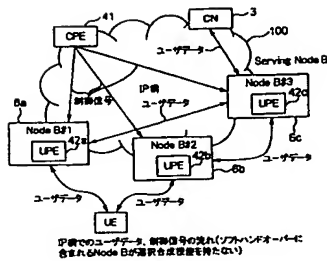 41
CPE
CN
3
100
ユーザデータ
Serving Node B
IP網
制御信号
ユーザデータ
Node B#3
UPE
42c
6c
6a
Node B#1
UPE
42a
Node B#2
UPE
42b
6b
ユーザデータ
ユーザデータ
ユーザデータ
UE
IP網でのユーザデータ、制御信号の流れ(ソフトハンドオーバーに
含まれるNode Bが選択合成機能を持たない)